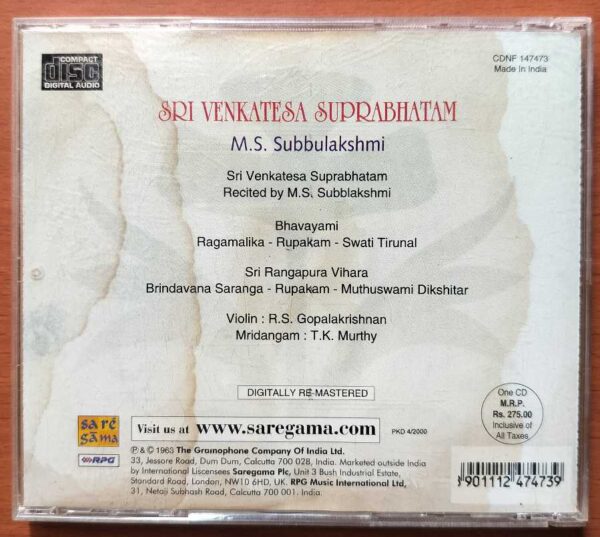 COMPACT
disc
DIGITAL AUDIO
CDNF 147473
Made In India
SRI VENKATESA SUPRABHATAM
M.S. Subbulakshmi
Sri Venkatesa Suprabhatam
Recited by M.S. Subblakshmi
Bhavayami
Ragamalika - Rupakam - Swati Tirunal
Sri Rangapura Vihara
Brindavana Saranga - Rupakam - Muthuswami Dikshitar
Violin : R.S. Gopalakrishnan
Mridangam : T.K. Murthy
DIGITALLY RE-MASTERED
One CD
M.R.P.
Rs. 275.00
Inclusive of
All Taxes
sa rē
gāma
RPG
Visit us at www.saregama.com
PKD 4/2000
℗ & © 1963 The Gramophone Company Of India Ltd.
33, Jessore Road, Dum Dum, Calcutta 700 028, India. Marketed outside India
by International Liscensees Saregama Plc, Unit 3 Bush Industrial Estate,
Standard Road, London, NW10 6HD, UK. RPG Music International Ltd,
31, Netaji Subhash Road, Calcutta 700 001. India.
8 901112 474739